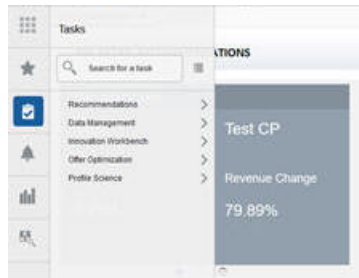 Tasks
Search for a task
ATIONS
Recommendations
Data Management
Innovation Workbench
Offer Optimization
Profile Science
Test CP
Revenue Change
79.89%